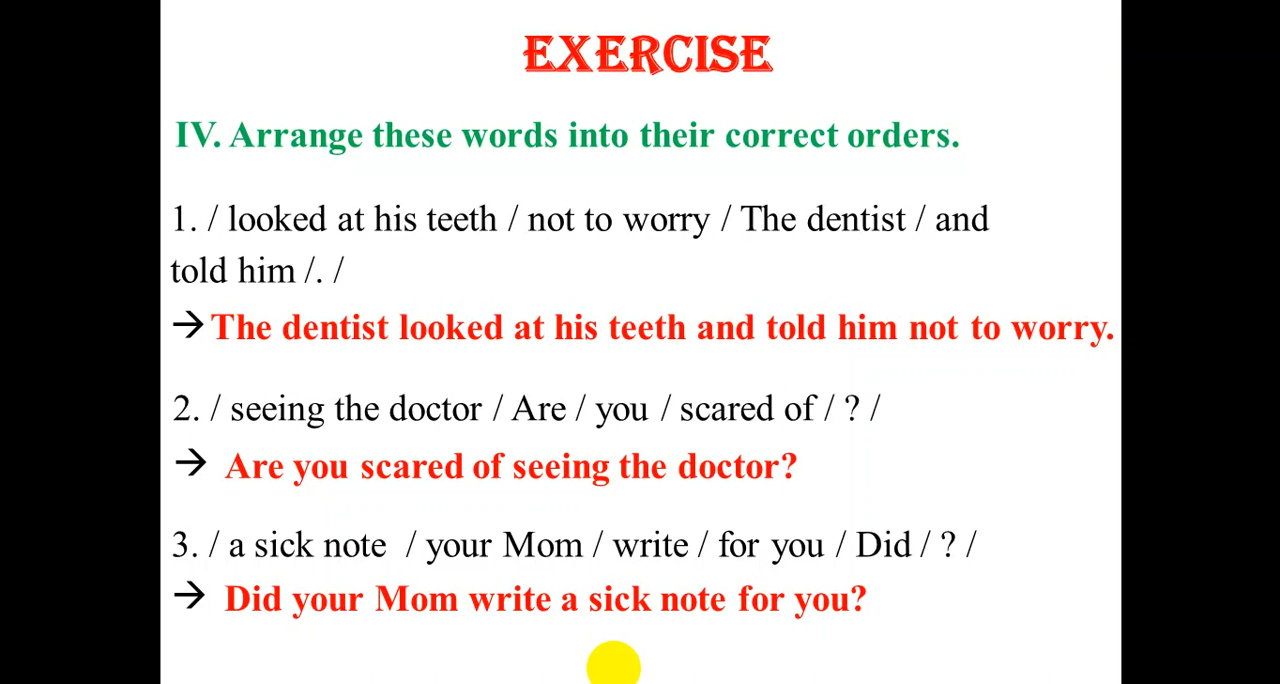 EXERCISE
IV. Arrange these words into their correct orders.
1. / looked at his teeth / not to worry / The dentist / and
told him /. /
→ The dentist looked at his teeth and told him not to worry.
2. / seeing the doctor / Are / you / scared of / ? /
→ Are you scared of seeing the doctor?
3. / a sick note / your Mom / write / for you / Did / ? /
→ Did your Mom write a sick note for you?